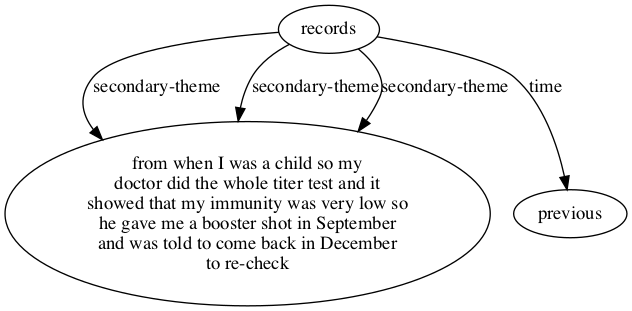 records
secondary-theme
secondary-theme
secondary-theme
time
from when I was a child so my
doctor did the whole titer test and it
showed that my immunity was very low so
he gave me a booster shot in September
and was told to come back in December
to re-check
previous